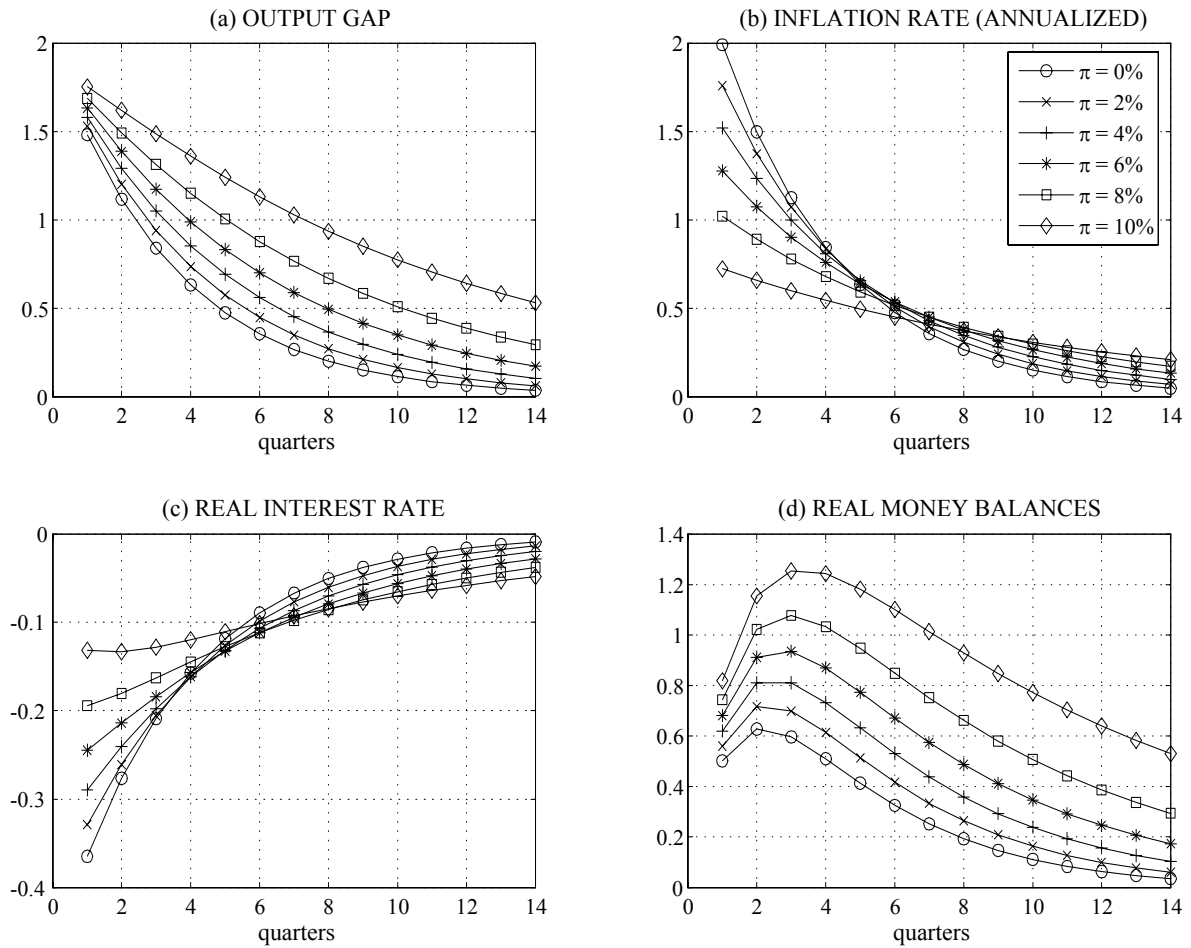 (a) OUTPUT GAP
2
1.5
1
0.5
0
0 2 4 6 8 10 12 14
quarters
(b) INFLATION RATE (ANNUALIZED)
π = 0%
π = 2%
π = 4%
π = 6%
π = 8%
π = 10%
2
1.5
1
0.5
0
0 2 4 6 8 10 12 14
quarters
(c) REAL INTEREST RATE
0
-0.1
-0.2
-0.3
-0.4
0 2 4 6 8 10 12 14
quarters
(d) REAL MONEY BALANCES
1.4
1.2
1
0.8
0.6
0.4
0.2
0
0 2 4 6 8 10 12 14
quarters